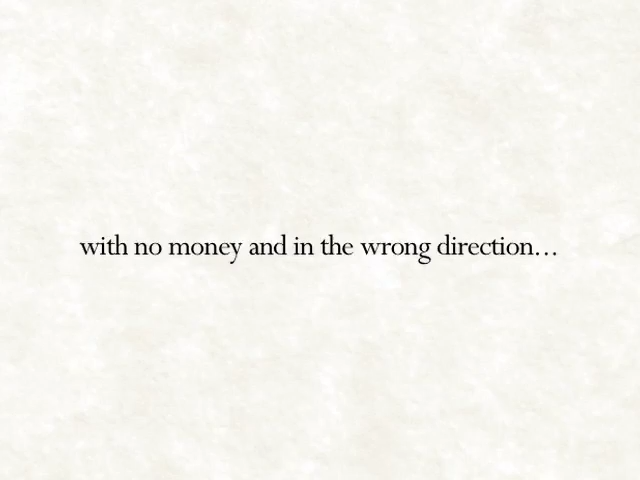 with no money and in the wrong direction…